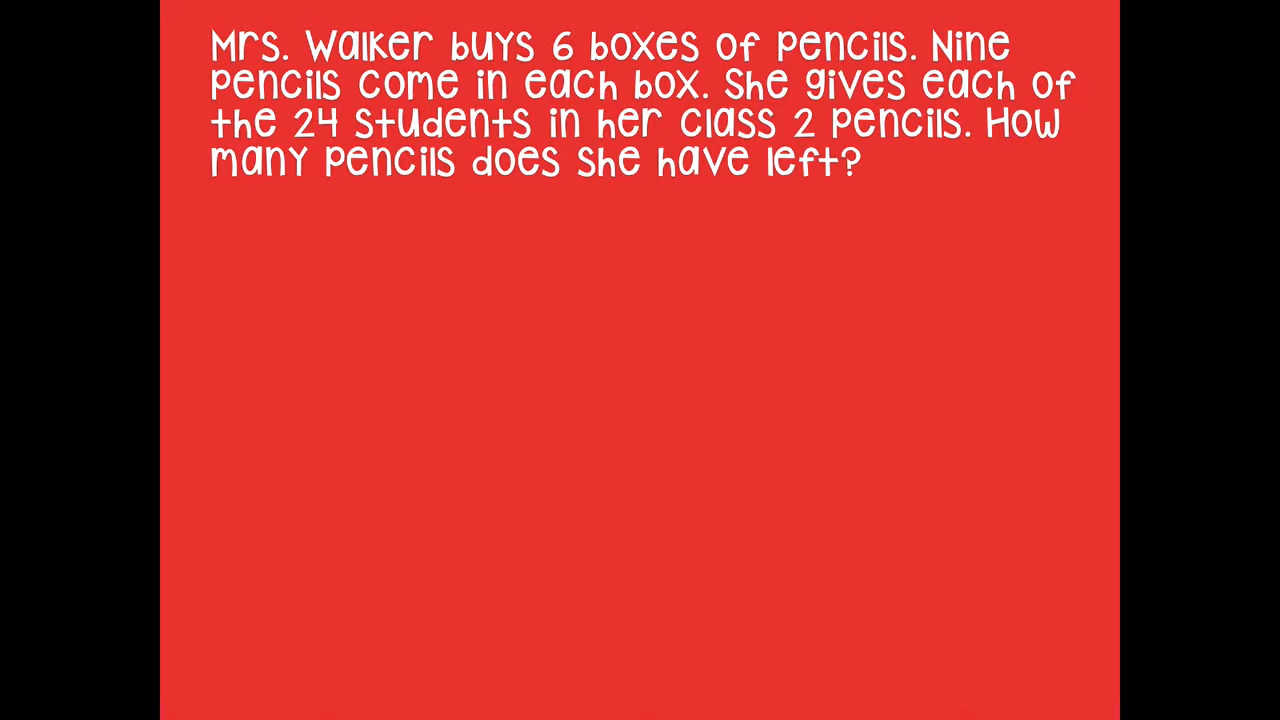 Mrs. Walker buys 6 boxes of pencils. Nine
pencils come in each box. She gives each of
the 24 students in her class 2 pencils. How
many pencils does she have left?